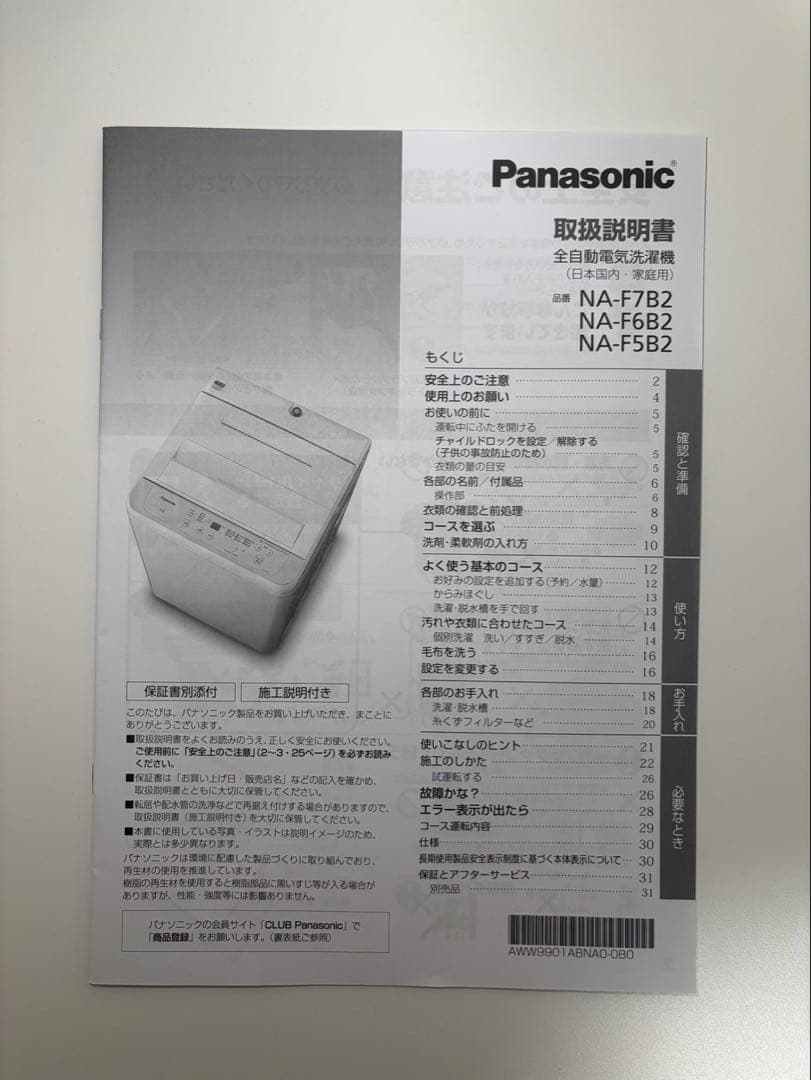 Panasonic®
取扱説明書
全自動電気洗濯機
（日本国内・家庭用）
品番 NA-F7B2
NA-F6B2
NA-F5B2
もくじ
安全上のご注意 2
使用上のお願い 4
お使いの前に 5
運転中にふたを開ける 5
チャイルドロックを設定／解除する
（子供の事故防止のため） 5
衣類の量の目安 5
各部の名前／付属品 6
操作部 6
衣類の確認と前処理 8
コースを選ぶ 9
洗剤・柔軟剤の入れ方 10
確認と準備
よく使う基本のコース 12
お好みの設定を追加する（予約／水量） 12
からみほぐし 13
洗濯・脱水槽を手で回す 13
汚れや衣類に合わせたコース 14
個別洗濯 洗い／すすぎ／脱水 14
毛布を洗う 16
設定を変更する 16
使い方
各部のお手入れ 18
洗濯・脱水槽 18
糸くずフィルターなど 20
お手入れ
使いこなしのヒント 21
施工のしかた 22
試運転する 26
故障かな？ 26
エラー表示が出たら 28
コース運転内容 29
仕様 30
長期使用製品安全表示制度に基づく本体表示について 30
保証とアフターサービス 31
別売品 31
必要なとき
Panasonic
保証書別添付
施工説明付き
このたびは、パナソニック製品をお買い上げいただき、まことに
ありがとうございます。
■取扱説明書をよくお読みのうえ、正しく安全にお使いください。
ご使用前に「安全上のご注意」（2～3・25ページ）を必ずお読み
ください。
■保証書は「お買い上げ日・販売店名」などの記入を確かめ、
取扱説明書とともに大切に保管してください。
■転居や配水管の洗浄などで再据え付けする場合がありますので、
取扱説明書（施工説明付き）を大切に保管してください。
■本書に使用している写真・イラストは説明イメージのため、
実際とは多少異なります。
パナソニックは環境に配慮した製品づくりに取り組んでおり、
再生材の使用を推進しています。
樹脂の再生材を使用すると樹脂部品に黒いすじ等が入る場合が
ありますが、性能・強度等には影響ありません。
パナソニックの会員サイト「CLUB Panasonic」で
「商品登録」をお願いします。（裏表紙ご参照）
AWW9901ABNA0-0B0